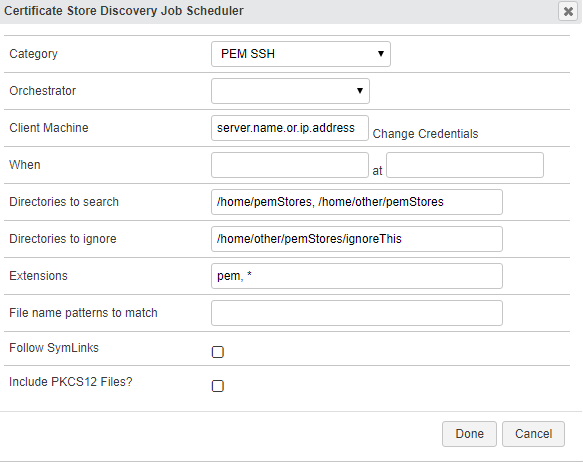 Certificate Store Discovery Job Scheduler
Category PEM SSH
Orchestrator
Client Machine server.name.or.ip.address Change Credentials
When at
Directories to search /home/pemStores, /home/other/pemStores
Directories to ignore /home/other/pemStores/ignoreThis
Extensions pem, *
File name patterns to match
Follow SymLinks
Include PKCS12 Files?
Done Cancel